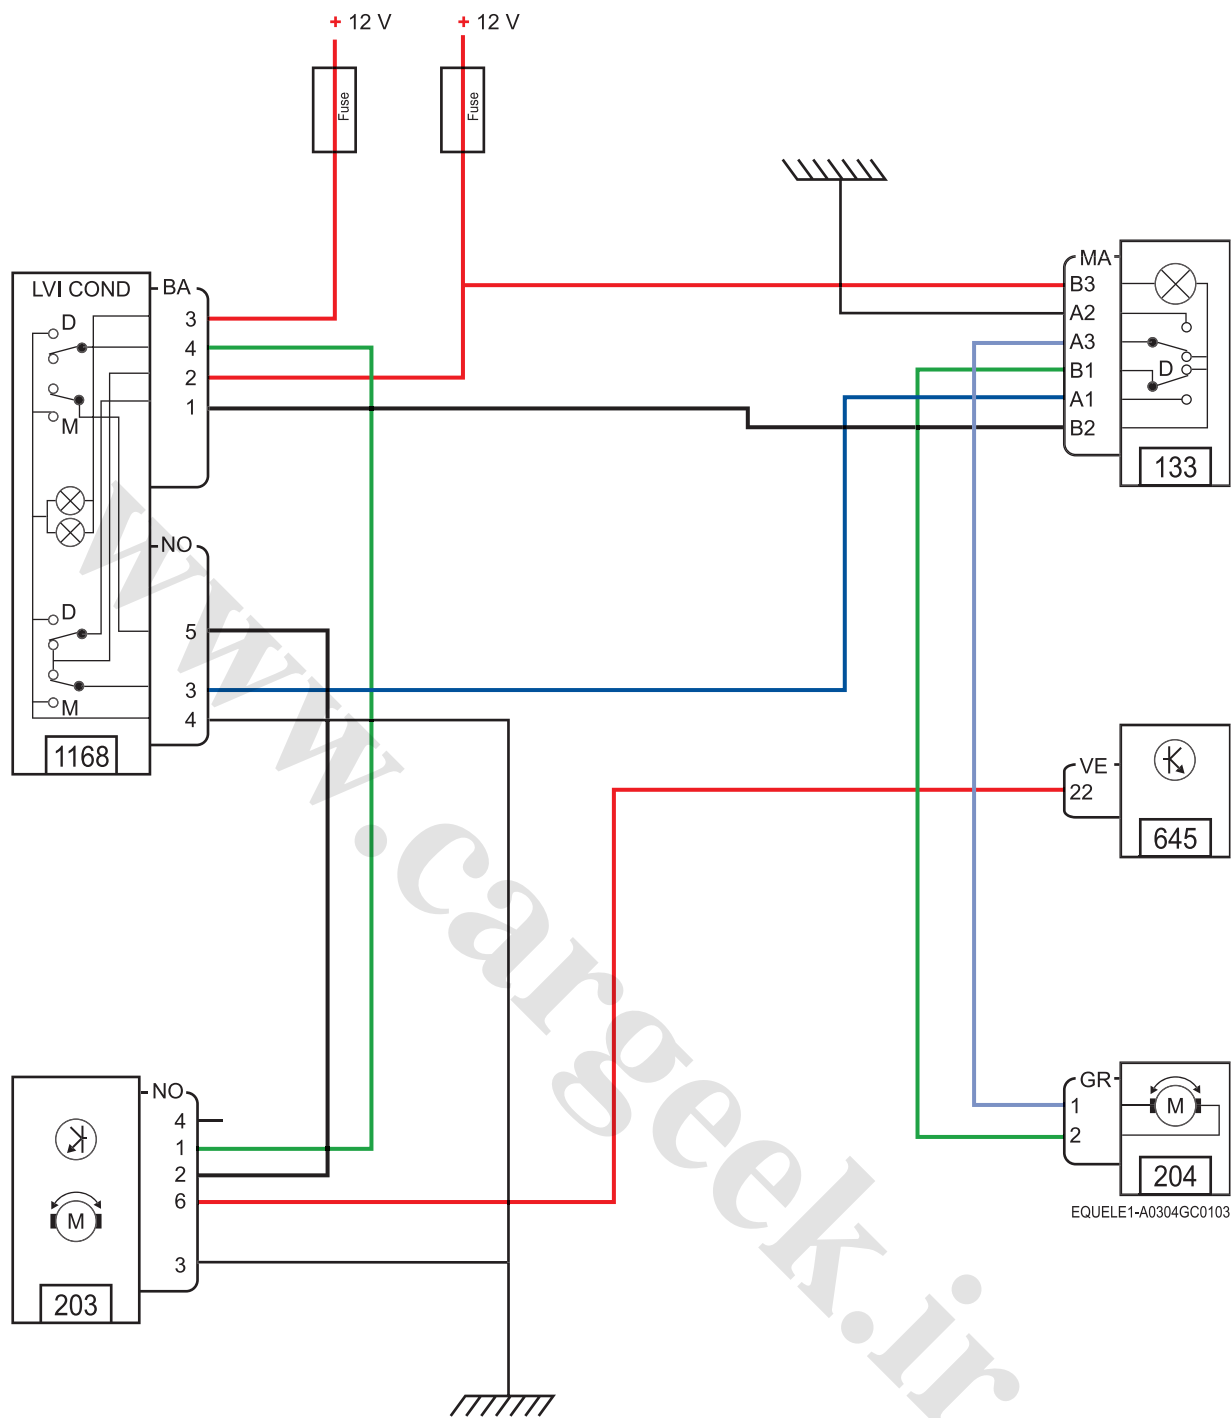 + 12 V
+ 12 V
Fuse
Fuse
LVI COND
BA
3
4
2
1
D
M
NO
5
3
4
D
M
1168
MA
B3
A2
A3
B1
A1
B2
D
133
VE
22
645
NO
4
1
2
6
3
M
203
GR
1
2
M
204
EQUELE1-A0304GC0103
www.cargeek.ir